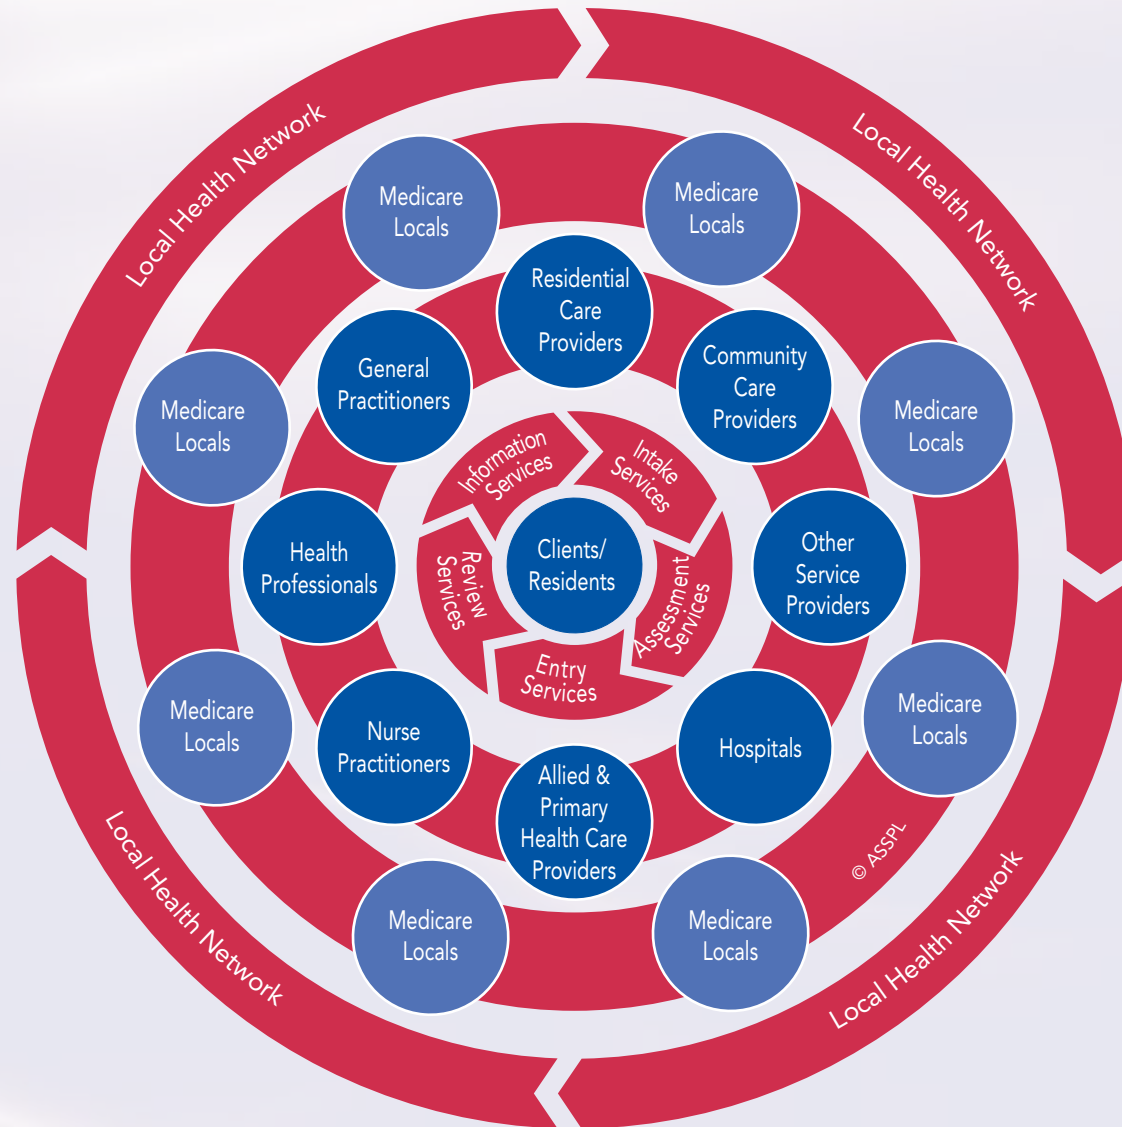 Local Health Network
Local Health Network
Medicare
Locals
Medicare
Locals
Residential
Care
Providers
General
Practitioners
Community
Care
Providers
Medicare
Locals
Medicare
Locals
Information
Services
Intake
Services
Health
Professionals
Review
Services
Clients/
Residents
Assessment
Services
Other
Service
Providers
Entry
Services
Medicare
Locals
Medicare
Locals
Nurse
Practitioners
Hospitals
Allied &
Primary
Health Care
Providers
© ASSPL
Medicare
Locals
Medicare
Locals
Local Health Network
Local Health Network